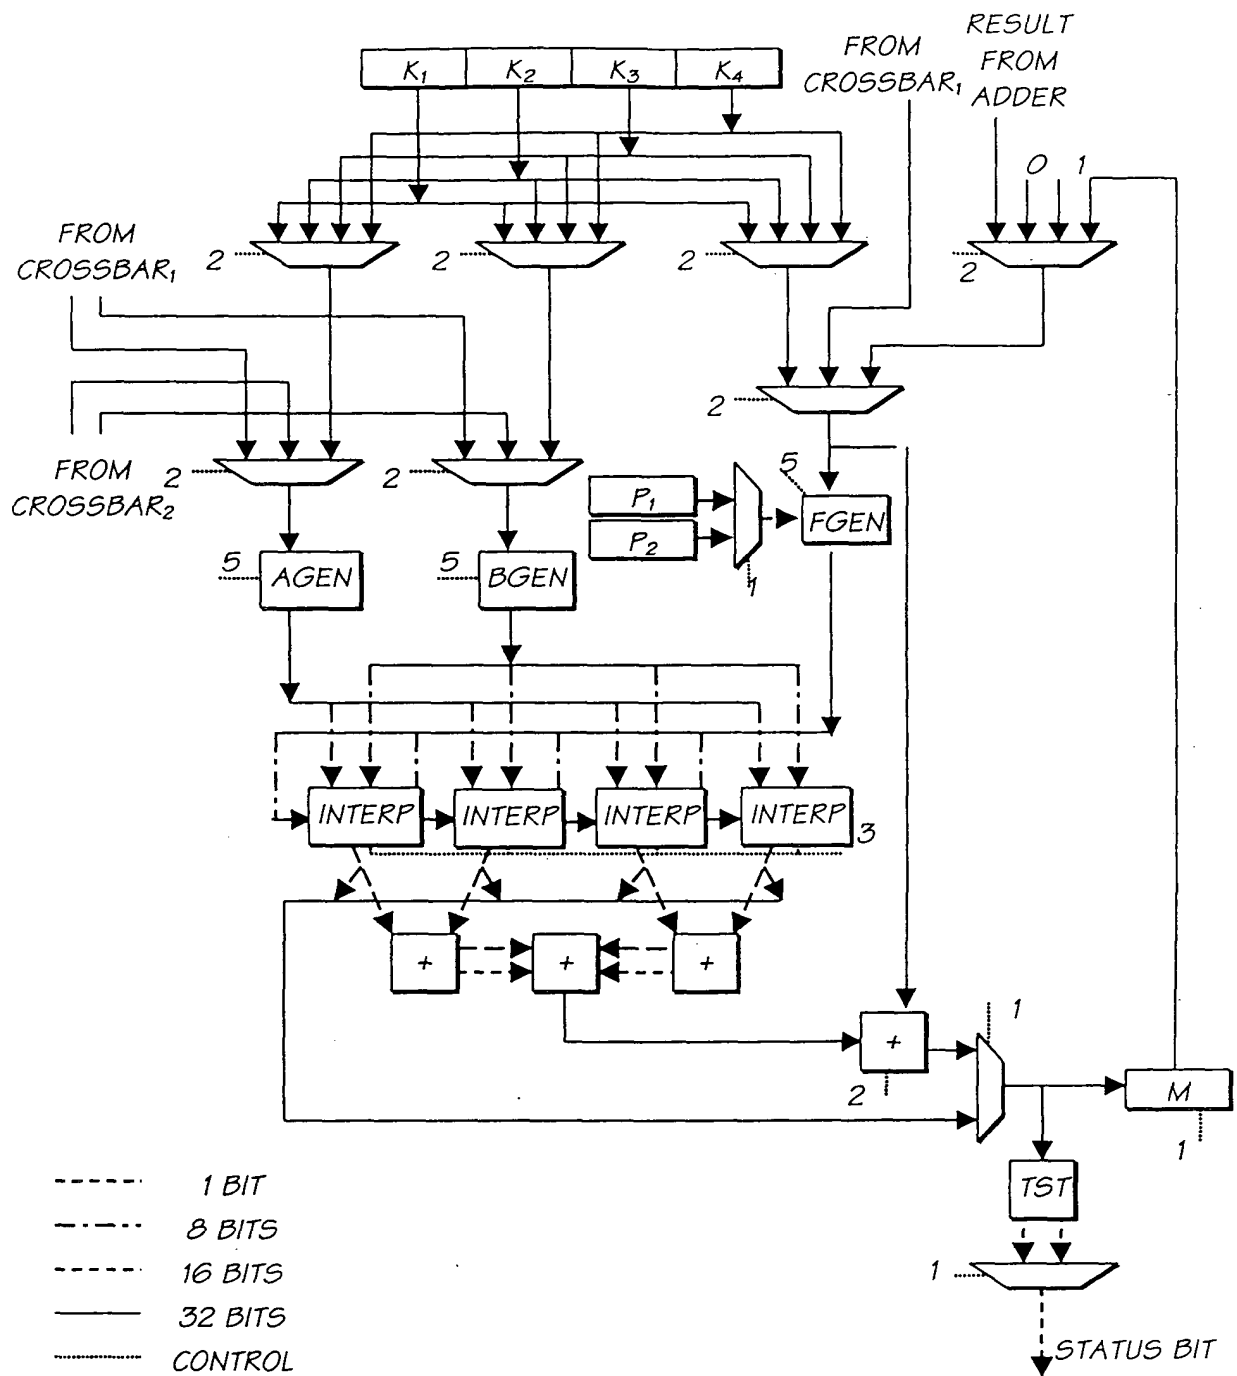 RESULT
FROM
ADDER
FROM
CROSSBAR₁
K₁ K₂ K₃ K₄
0 1
FROM
CROSSBAR₁
2 2 2 2
2
FROM
CROSSBAR₂
2 2
P₁
P₂
1
5
FGEN
5
AGEN
5
BGEN
INTERP INTERP INTERP INTERP
3
+ + +
+
2
1
M
1
TST
1
STATUS BIT
1 BIT
8 BITS
16 BITS
32 BITS
CONTROL